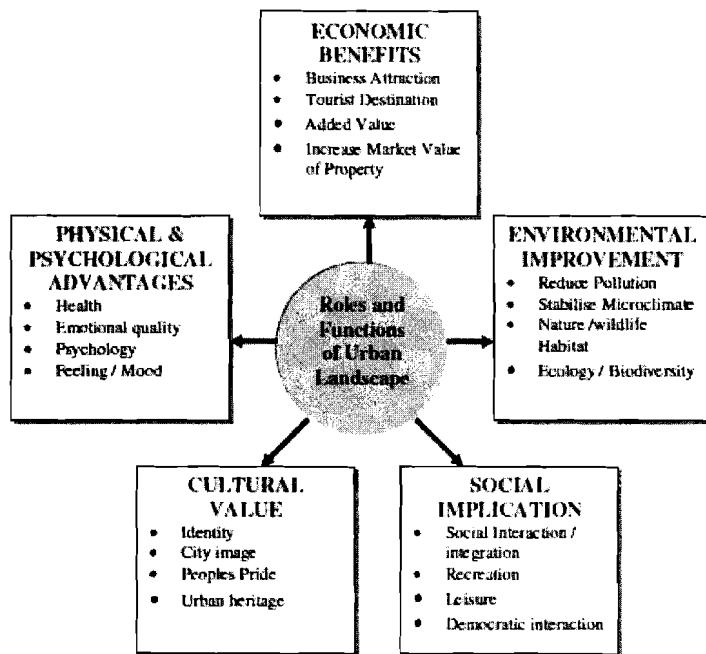 ECONOMIC
BENEFITS
• Business Attraction
• Tourist Destination
• Added Value
• Increase Market Value
of Property
PHYSICAL &
PSYCHOLOGICAL
ADVANTAGES
• Health
• Emotional quality
• Psychology
• Feeling / Mood
Roles and
Functions
of Urban
Landscape
ENVIRONMENTAL
IMPROVEMENT
• Reduce Pollution
• Stabilise Microclimate
• Nature /wildlife
Habitat
• Ecology / Biodiversity
CULTURAL
VALUE
• Identity
• City image
• Peoples Pride
• Urban heritage
SOCIAL
IMPLICATION
• Social Interaction /
integration
• Recreation
• Leisure
• Democratic interaction